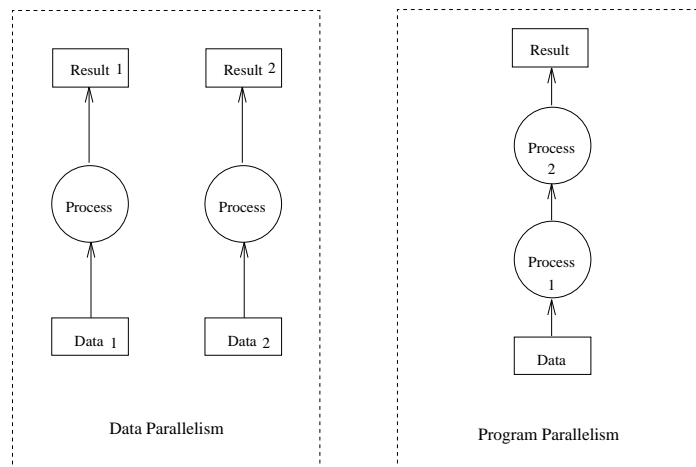 Result 1
Result 2
Process
Process
Data 1
Data 2
Data Parallelism
Result
Process
2
Process
1
Data
Program Parallelism